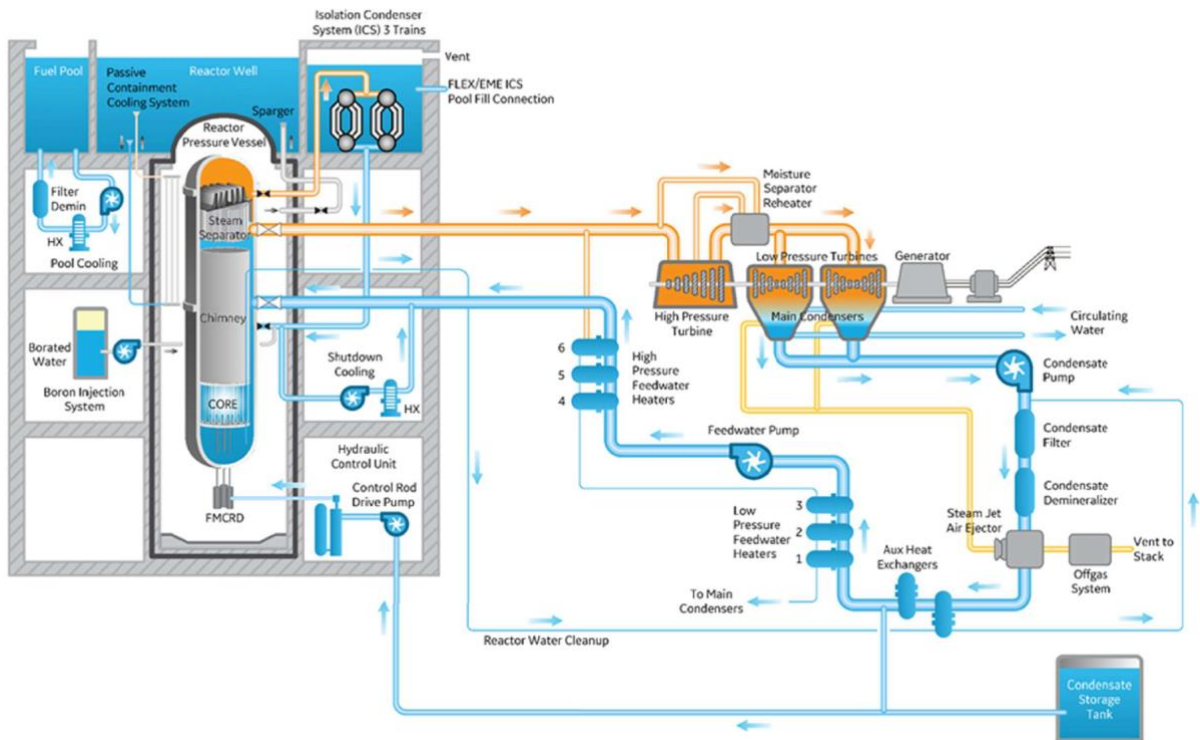 Isolation Condenser
System (ICS) 3 Trains
Vent
FLEX/EME ICS
Pool Fill Connection
Fuel Pool
Reactor Well
Passive
Containment
Cooling System
Sparger
Reactor
Pressure Vessel
Filter
Demin
HX
Pool Cooling
Steam
Separator
Moisture
Separator
Reheater
Low Pressure Turbines
Generator
High Pressure
Turbine
Main Condensers
Circulating
Water
Chimney
Borated
Water
Boron Injection
System
Shutdown
Cooling
HX
CORE
6
5
4
High
Pressure
Feedwater
Heaters
Condensate
Pump
Feedwater Pump
Condensate
Filter
Condensate
Demineralizer
Hydraulic
Control Unit
Control Rod
Drive Pump
FMCRD
3
2
1
Low
Pressure
Feedwater
Heaters
Steam Jet
Air Ejector
Aux Heat
Exchangers
Offgas
System
Vent to
Stack
To Main
Condensers
Reactor Water Cleanup
Condensate
Storage
Tank